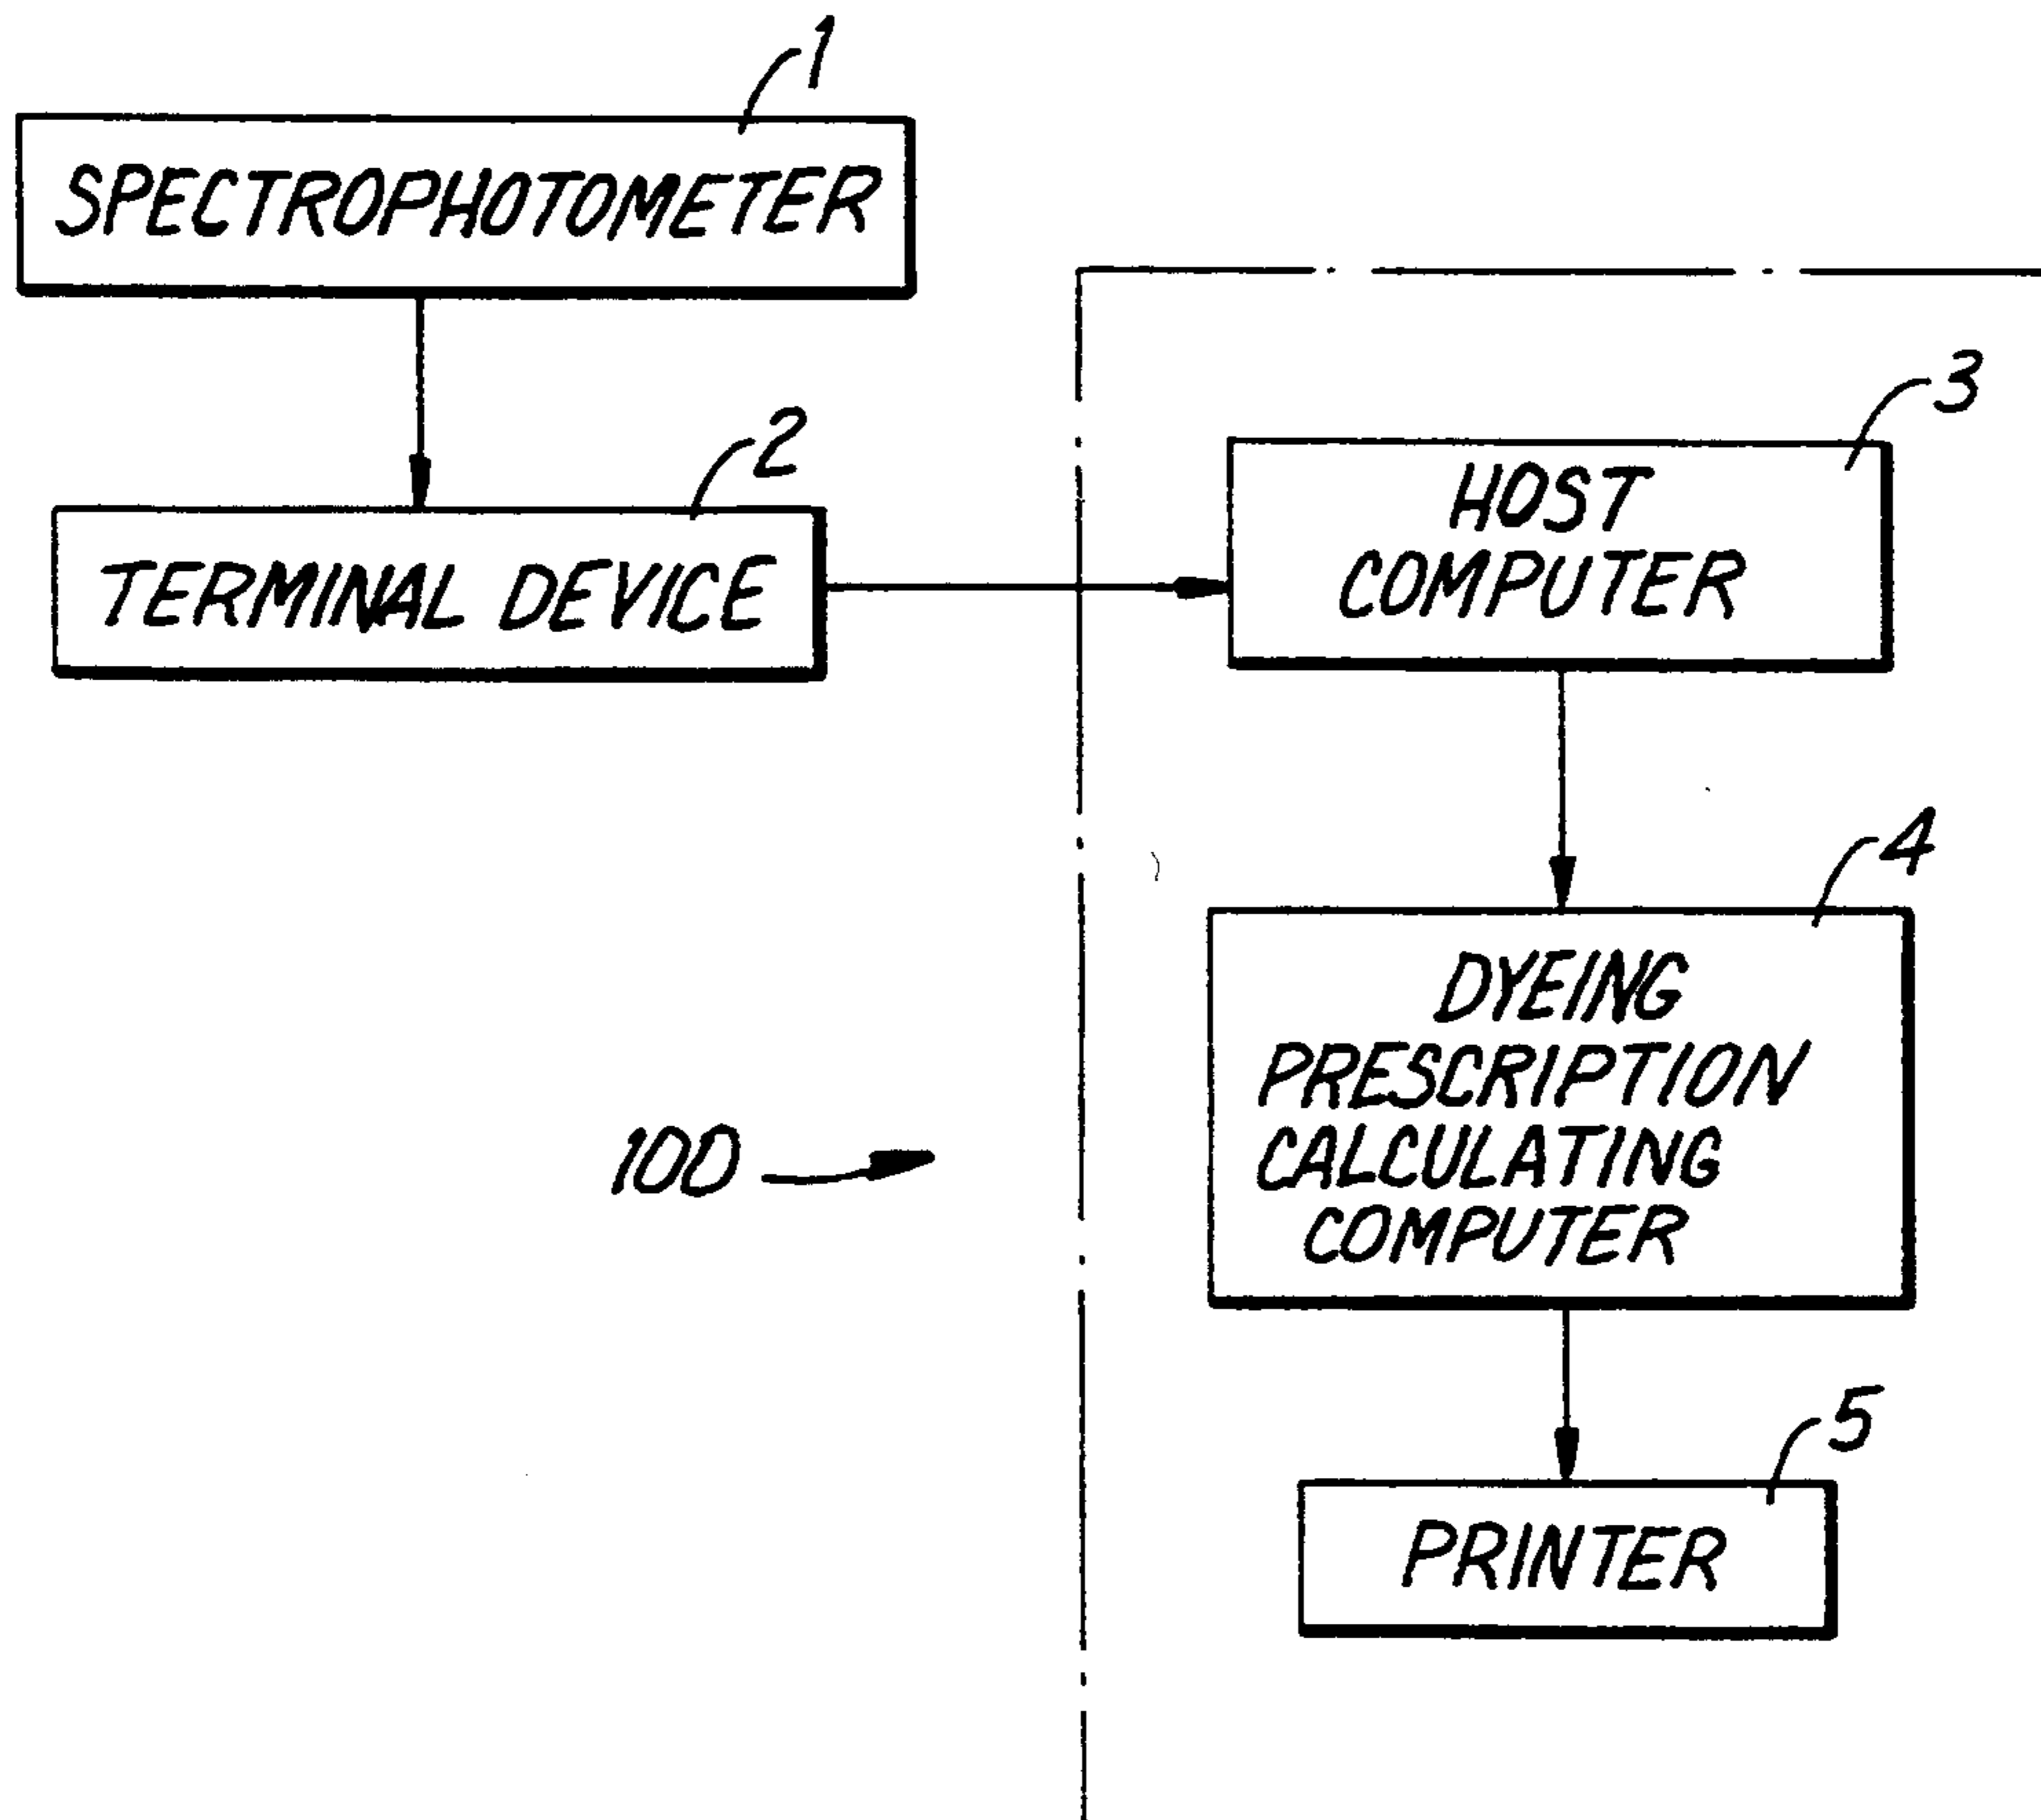 1
SPECTROPHOTOMETER
2
TERMINAL DEVICE
3
HOST
COMPUTER
4
DYEING
PRESCRIPTION
CALCULATING
COMPUTER
100
5
PRINTER